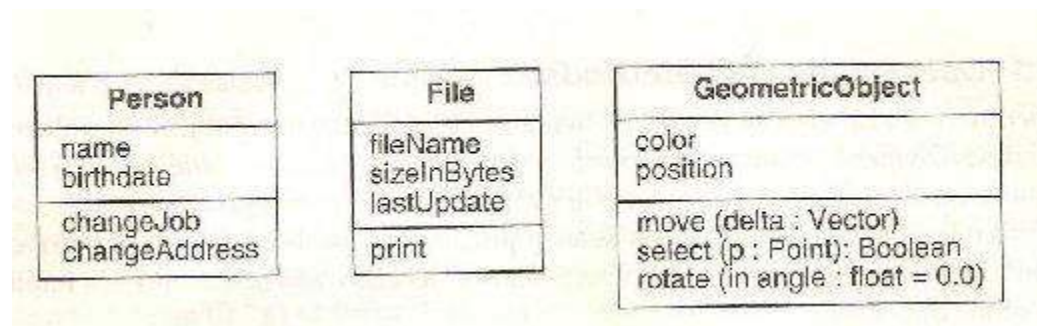 Person
name
birthdate
changeJob
changeAddress
File
fileName
sizeInBytes
lastUpdate
print
GeometricObject
color
position
move (delta : Vector)
select (p : Point): Boolean
rotate (in angle : float = 0.0)